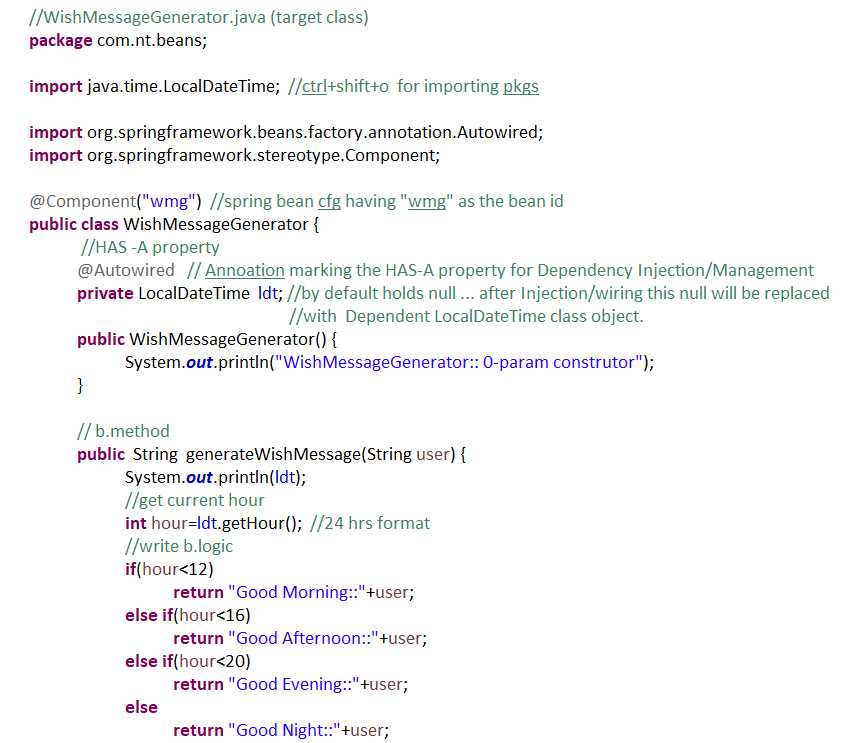 //WishMessageGenerator.java (target class)
package com.nt.beans;
import java.time.LocalDateTime;  //ctrl+shift+o  for importing pkgs
import org.springframework.beans.factory.annotation.Autowired;
import org.springframework.stereotype.Component;
@Component("wmg")  //spring bean cfg having "wmg" as the bean id
public class WishMessageGenerator {
//HAS -A property
@Autowired   // Annoation marking the HAS-A property for Dependency Injection/Management
private LocalDateTime  ldt; //by default holds null ... after Injection/wiring this null will be replaced
//with  Dependent LocalDateTime class object.
public WishMessageGenerator() {
System.out.println("WishMessageGenerator:: 0-param construtor");
}
// b.method
public  String  generateWishMessage(String user) {
System.out.println(ldt);
//get current hour
int hour=ldt.getHour();  //24 hrs format
//write b.logic
if(hour<12)
return "Good Morning::"+user;
else if(hour<16)
return "Good Afternoon::"+user;
else if(hour<20)
return "Good Evening::"+user;
else
return "Good Night::"+user;